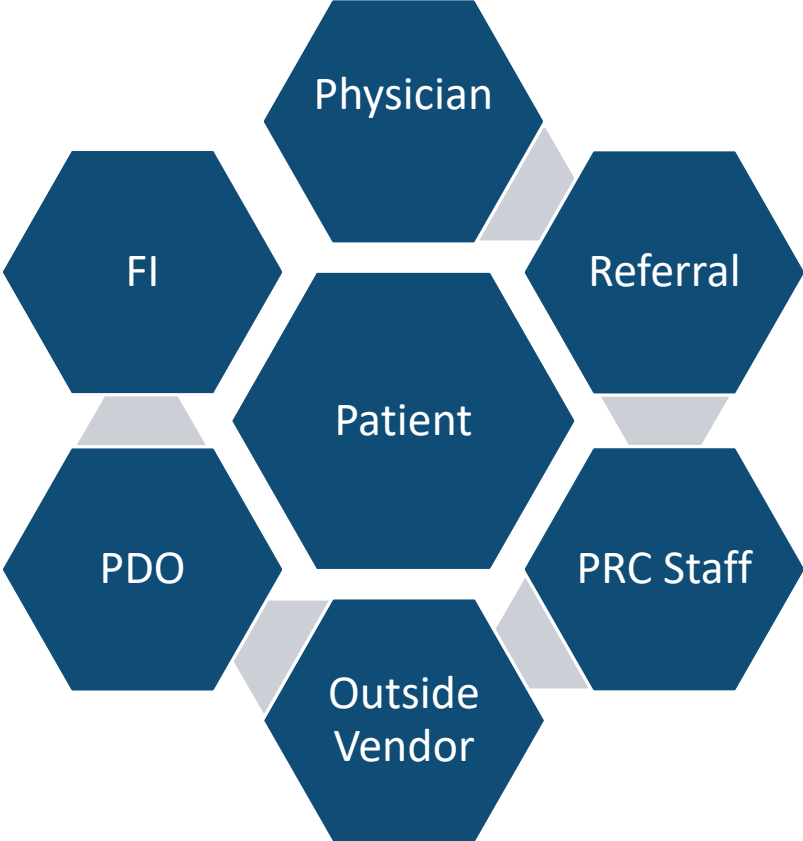 Physician
Referral
PRC Staff
Outside
Vendor
PDO
FI
Patient